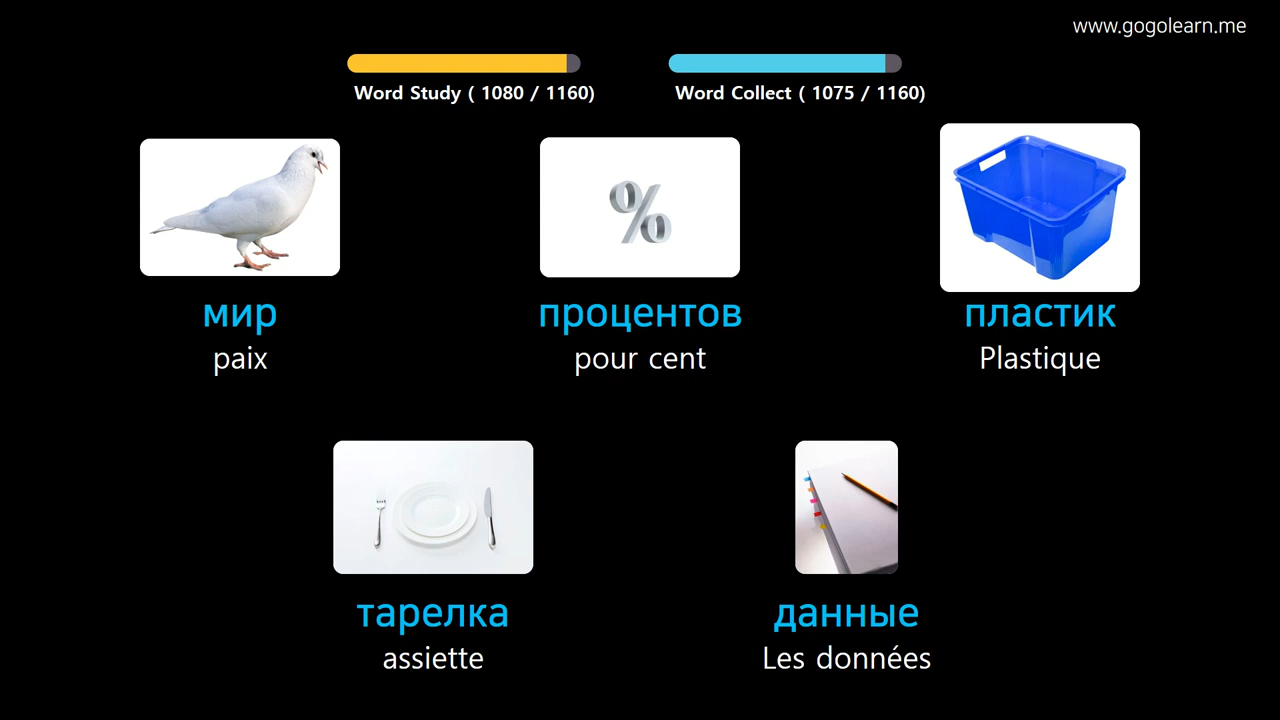 www.gogolearn.me
Word Study ( 1080 / 1160)
Word Collect ( 1075 / 1160)
%
мир
процентов
пластик
paix
pour cent
Plastique
тарелка
данные
assiette
Les données